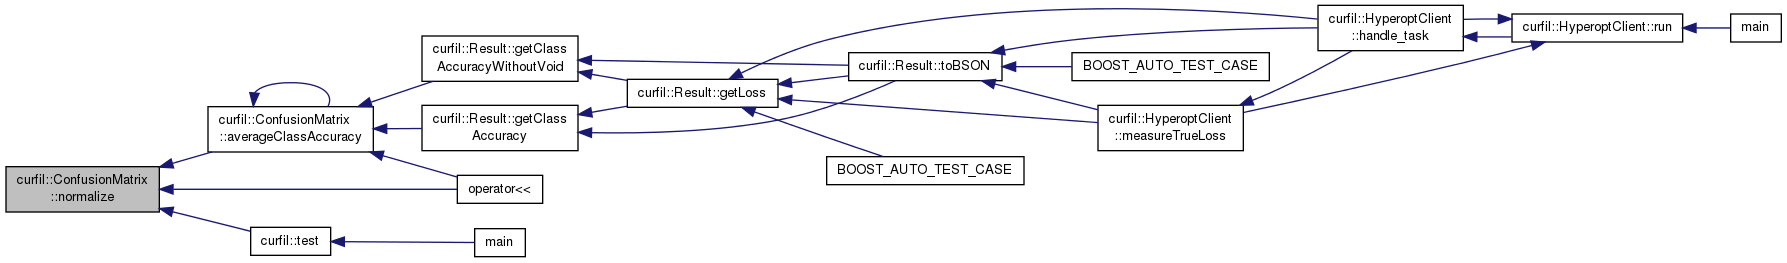 curfil::ConfusionMatrix
::normalize
curfil::ConfusionMatrix
::averageClassAccuracy
curfil::Result::getClass
AccuracyWithoutVoid
curfil::Result::getLoss
curfil::Result::toBSON
curfil::HyperoptClient
::handle_task
curfil::HyperoptClient::run
main
BOOST_AUTO_TEST_CASE
curfil::HyperoptClient
::measureTrueLoss
BOOST_AUTO_TEST_CASE
curfil::Result::getClass
Accuracy
operator<<
curfil::test
main